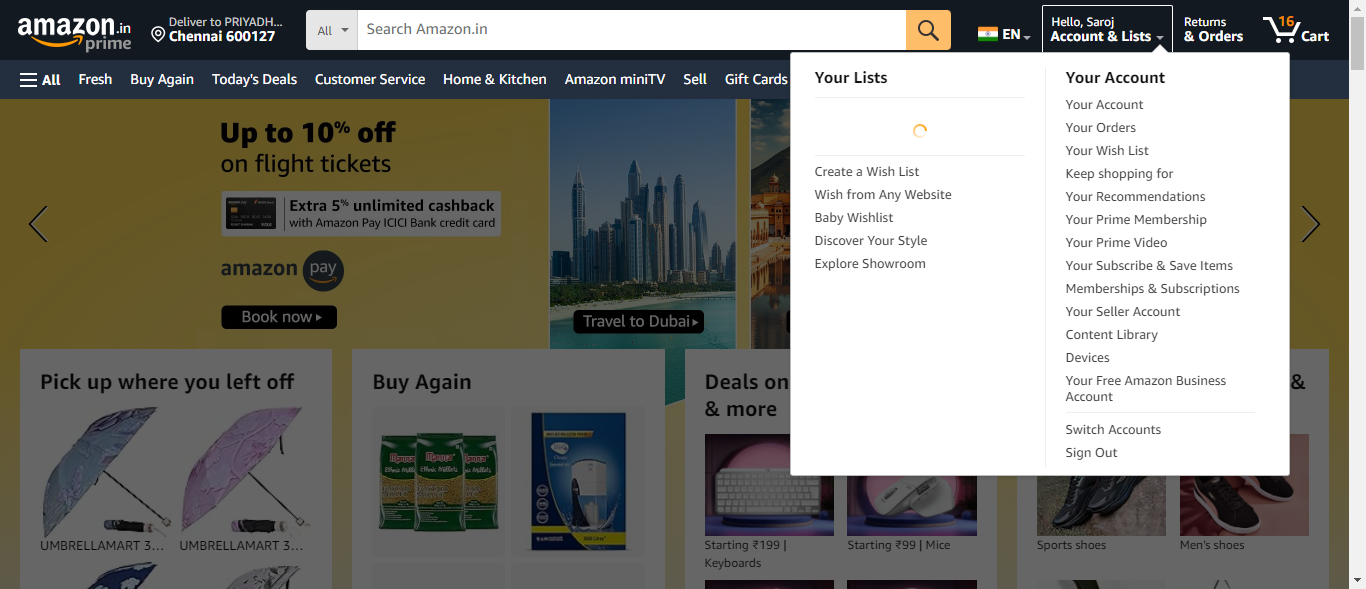 amazon.in
prime
Deliver to PRIYADH...
Chennai 600127
All
Search Amazon.in
EN
Hello, Saroj
Account & Lists
Returns
& Orders
16
Cart
All
Fresh
Buy Again
Today's Deals
Customer Service
Home & Kitchen
Amazon miniTV
Sell
Gift Cards
Up to 10% off
on flight tickets
Extra 5% unlimited cashback
with Amazon Pay ICICI Bank credit card
amazon pay
Book now
Travel to Dubai
Your Lists
Create a Wish List
Wish from Any Website
Baby Wishlist
Discover Your Style
Explore Showroom
Your Account
Your Account
Your Orders
Your Wish List
Keep shopping for
Your Recommendations
Your Prime Membership
Your Prime Video
Your Subscribe & Save Items
Memberships & Subscriptions
Your Seller Account
Content Library
Devices
Your Free Amazon Business
Account
Switch Accounts
Sign Out
Pick up where you left off
UMBRELLAMART 3...
UMBRELLAMART 3...
Buy Again
Manna
Ethnic Millets
Deals on
& more
Starting ₹199 |
Keyboards
Starting ₹99 | Mice
&
Sports shoes
Men's shoes